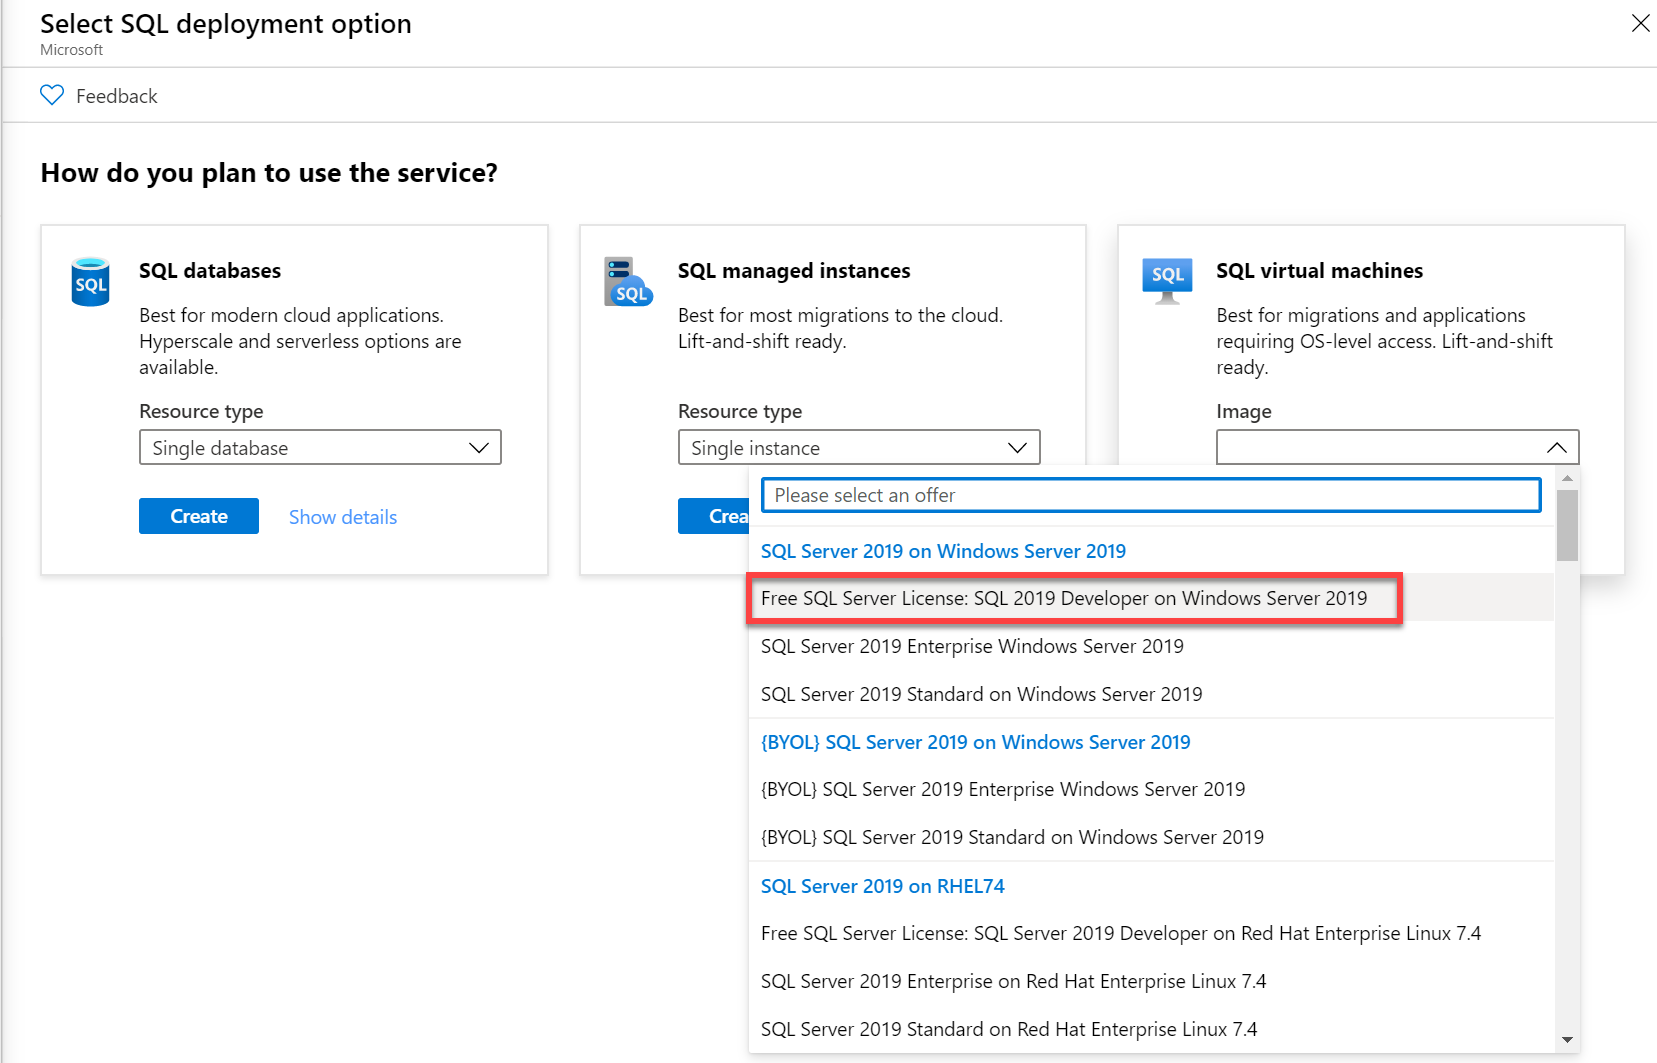 Select SQL deployment option
Microsoft
Feedback
How do you plan to use the service?
SQL
SQL databases
Best for modern cloud applications.
Hyperscale and serverless options are
available.
Resource type
Single database
Create
Show details
SQL
SQL managed instances
Best for most migrations to the cloud.
Lift-and-shift ready.
Resource type
Single instance
Crea
SQL
SQL virtual machines
Best for migrations and applications
requiring OS-level access. Lift-and-shift
ready.
Image
Please select an offer
SQL Server 2019 on Windows Server 2019
Free SQL Server License: SQL 2019 Developer on Windows Server 2019
SQL Server 2019 Enterprise Windows Server 2019
SQL Server 2019 Standard on Windows Server 2019
{BYOL} SQL Server 2019 on Windows Server 2019
{BYOL} SQL Server 2019 Enterprise Windows Server 2019
{BYOL} SQL Server 2019 Standard on Windows Server 2019
SQL Server 2019 on RHEL74
Free SQL Server License: SQL Server 2019 Developer on Red Hat Enterprise Linux 7.4
SQL Server 2019 Enterprise on Red Hat Enterprise Linux 7.4
SQL Server 2019 Standard on Red Hat Enterprise Linux 7.4